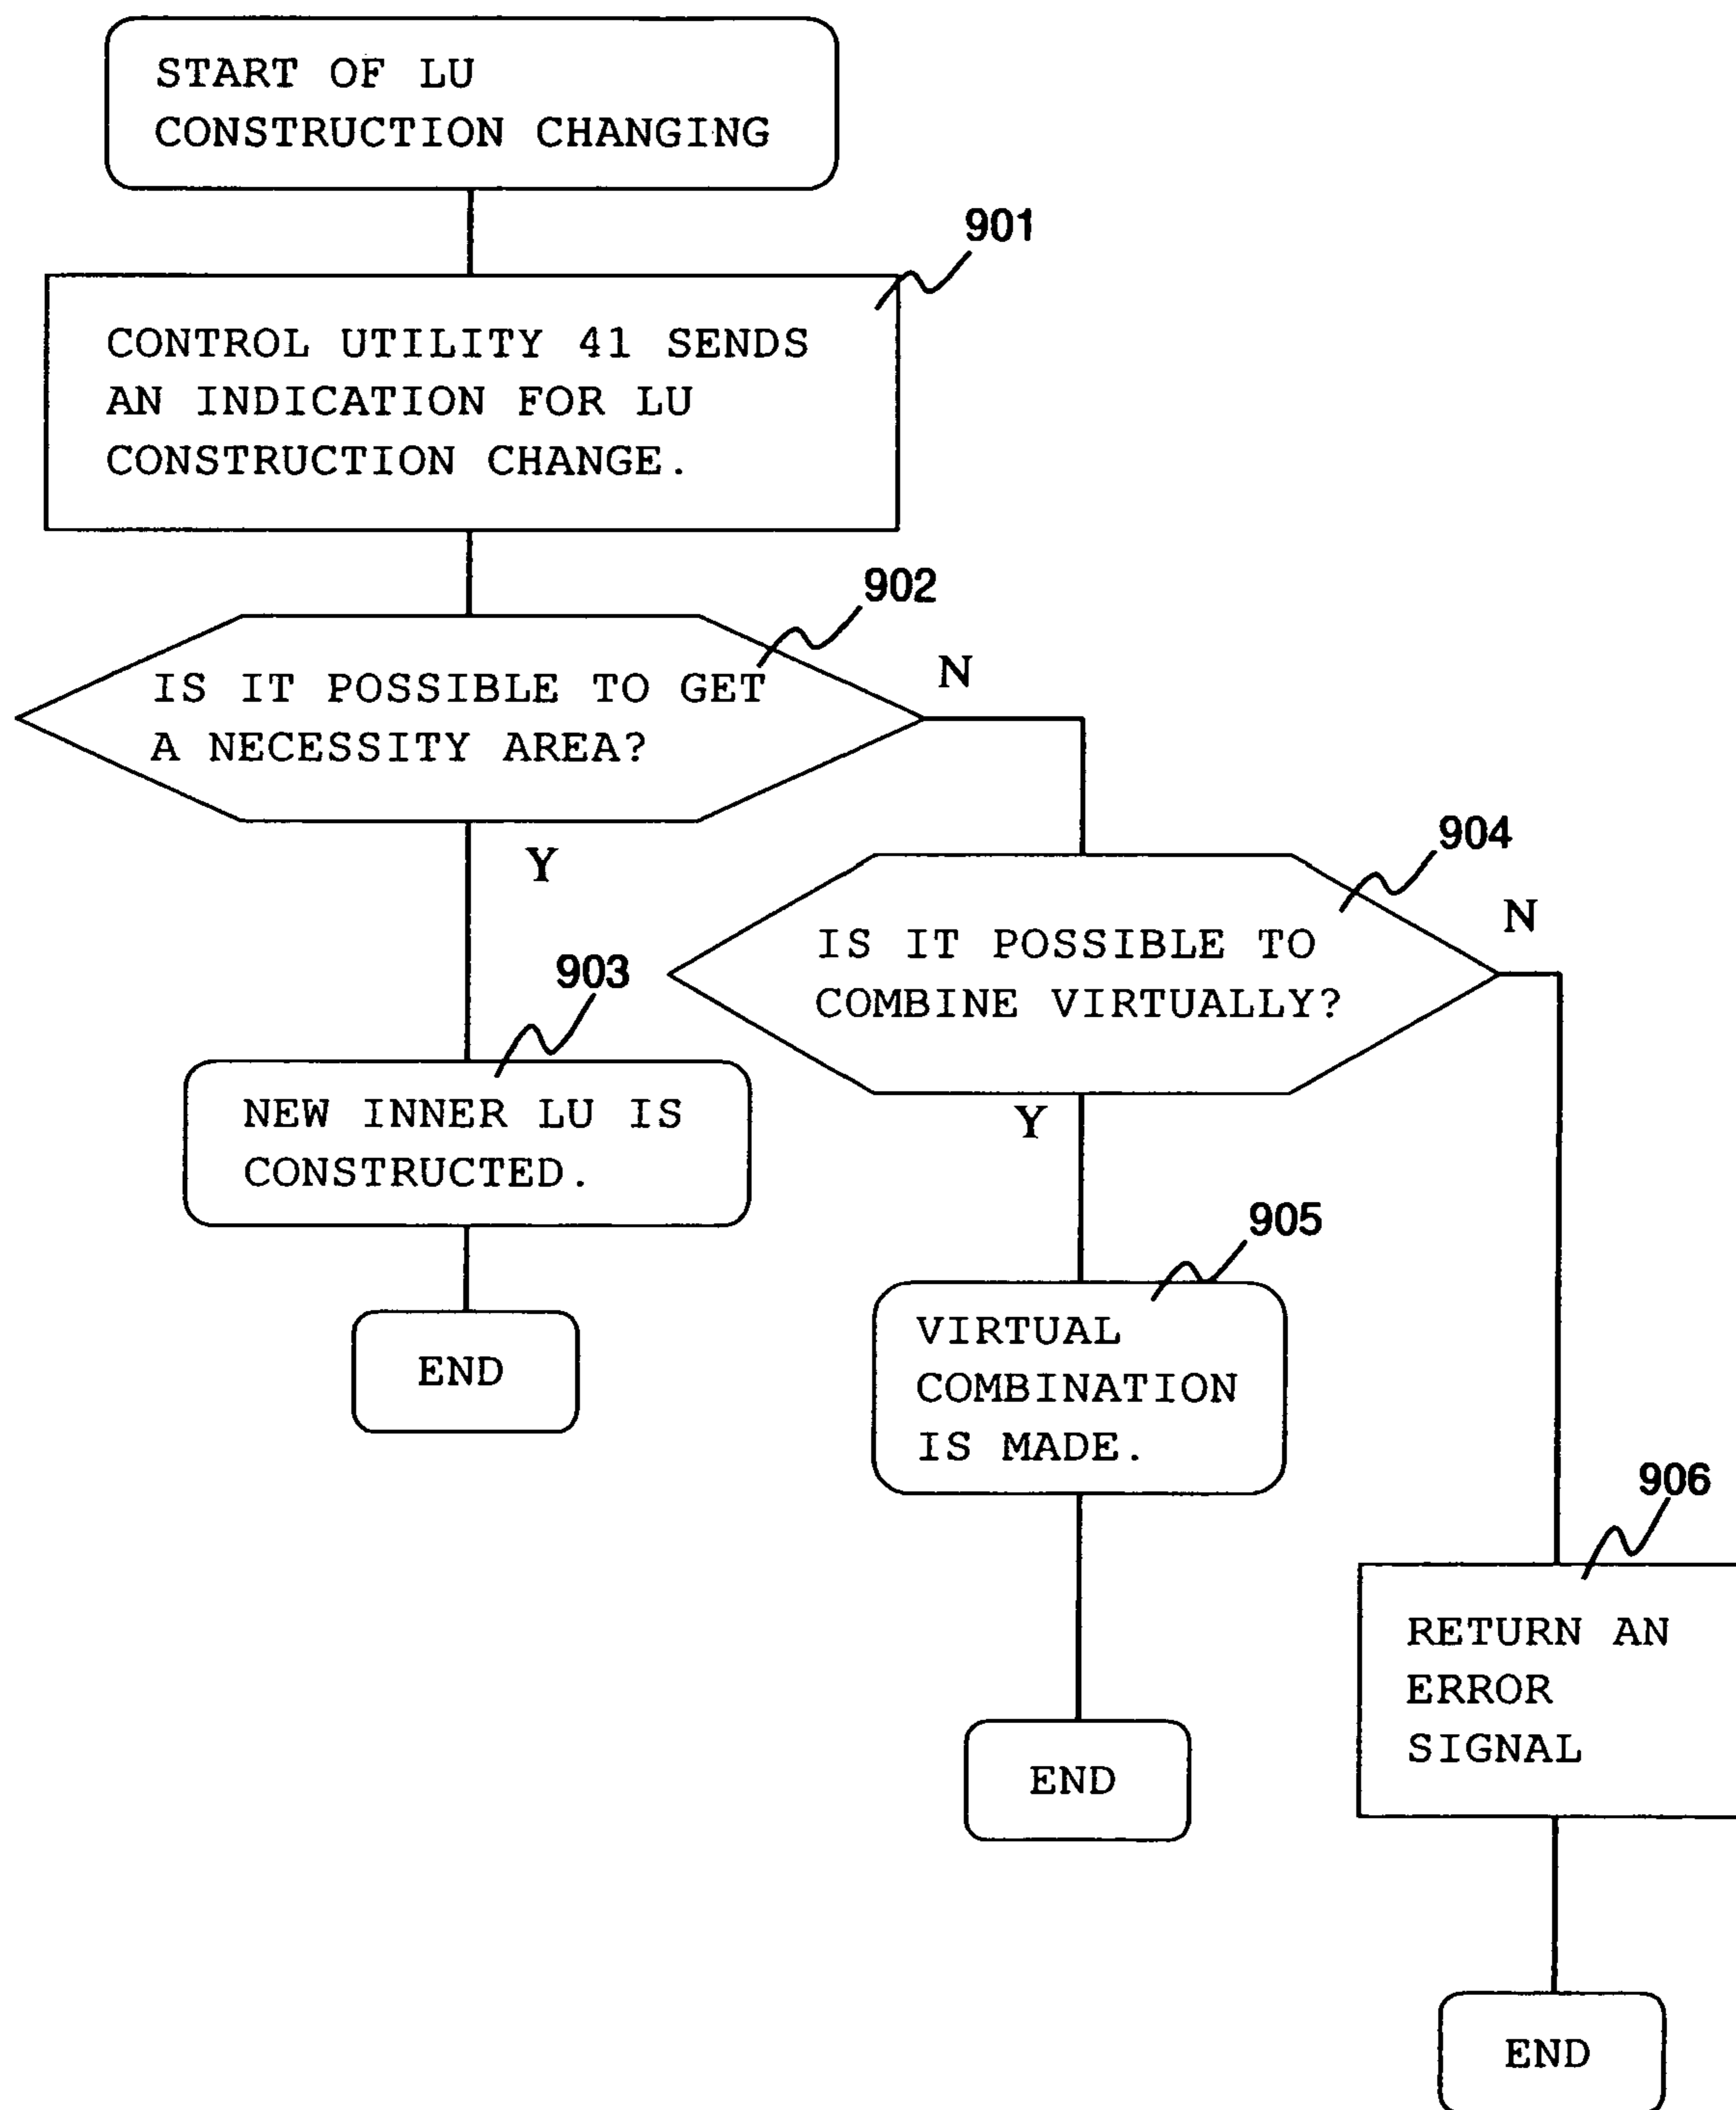 START OF LU
CONSTRUCTION CHANGING
901
CONTROL UTILITY 41 SENDS
AN INDICATION FOR LU
CONSTRUCTION CHANGE.
902
IS IT POSSIBLE TO GET
A NECESSITY AREA?
N
Y
904
IS IT POSSIBLE TO
COMBINE VIRTUALLY?
N
Y
903
NEW INNER LU IS
CONSTRUCTED.
END
905
VIRTUAL
COMBINATION
IS MADE.
END
906
RETURN AN
ERROR
SIGNAL
END